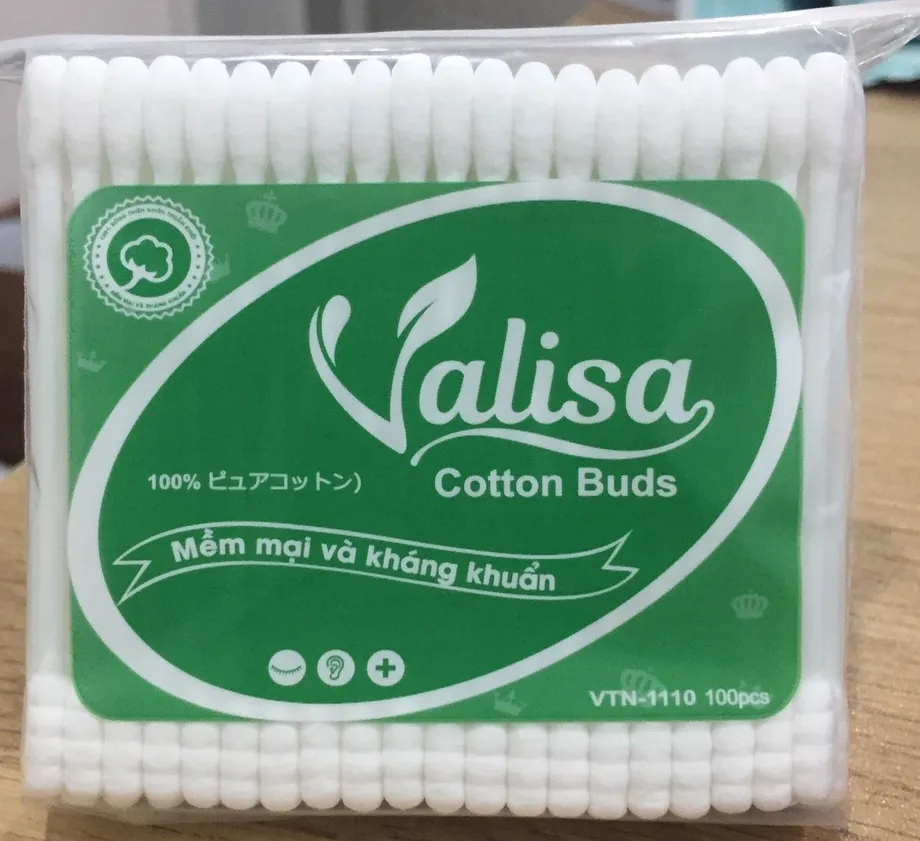 Valisa
Cotton Buds
100% ピュアコットン)
Mềm mại và kháng khuẩn
VTN-1110 100pcs